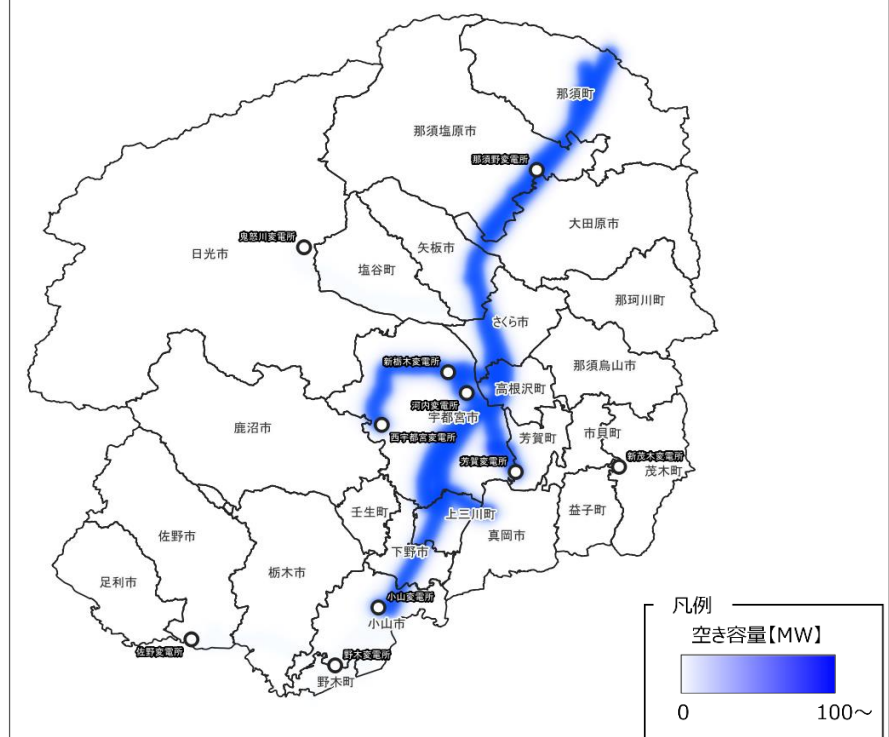 那須町
那須塩原市
那須野変電所
大田原市
鬼怒川変電所
日光市
矢板市
塩谷町
那珂川町
さくら市
新栃木変電所
那須烏山市
高根沢町
河内変電所
宇都宮市
鹿沼市
西宇都宮変電所
芳賀町
市貝町
芳賀変電所
新茂木変電所
茂木町
壬生町
上三川町
益子町
真岡市
佐野市
下野市
足利市
栃木市
小山変電所
小山市
佐野変電所
野木変電所
野木町
凡例
空き容量【MW】
0 100～